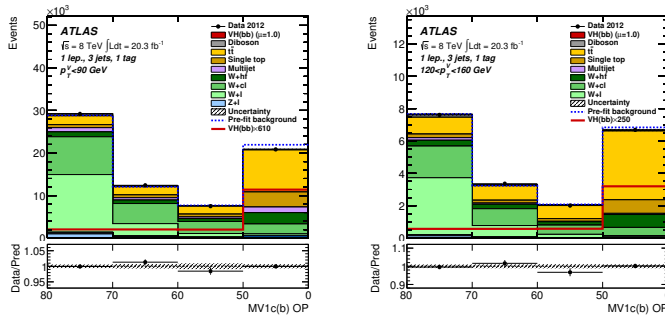 Events
×10³
50
40
30
20
10
0
ATLAS
√s = 8 TeV ∫Ldt = 20.3 fb⁻¹
1 lep., 3 jets, 1 tag
p_T^V<90 GeV
Data 2012
VH(bb) (μ=1.0)
Diboson
tt̄
Single top
Multijet
W+hf
W+cl
W+l
Z+l
Uncertainty
Pre-fit background
VH(bb)×610
Data/Pred
1.05
1
0.95
80 70 60 50 0
MV1c(b) OP
Events
×10³
12
10
8
6
4
2
0
ATLAS
√s = 8 TeV ∫Ldt = 20.3 fb⁻¹
1 lep., 3 jets, 1 tag
120<p_T^V<160 GeV
Data 2012
VH(bb) (μ=1.0)
Diboson
tt̄
Single top
Multijet
W+hf
W+cl
W+l
Uncertainty
Pre-fit background
VH(bb)×250
Data/Pred
1.1
1
0.9
80 70 60 50
MV1c(b) OP